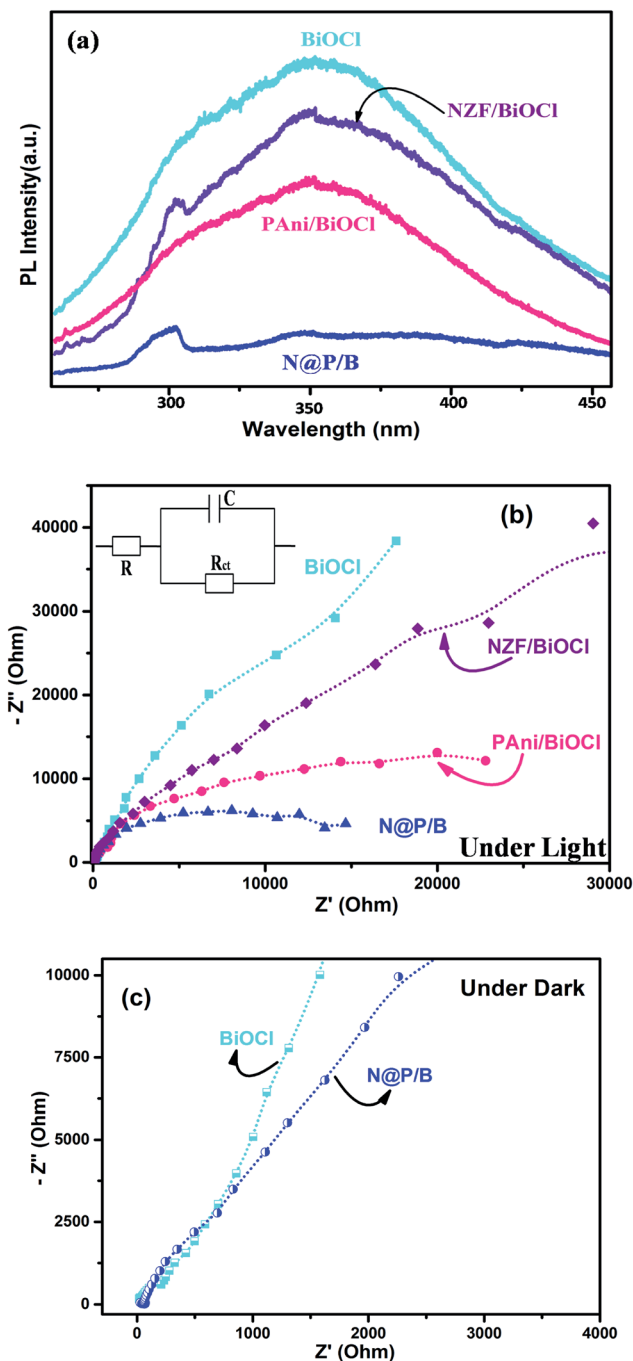 (a)
BiOCl
NZF/BiOCl
PAni/BiOCl
N@P/B
PL Intensity(a.u.)
300 350 400 450
Wavelength (nm)
(b)
C
R
Rct
BiOCl
NZF/BiOCl
PAni/BiOCl
N@P/B
Under Light
- Z'' (Ohm)
40000
30000
20000
10000
0
0 10000 20000 30000
Z' (Ohm)
(c)
Under Dark
BiOCl
N@P/B
- Z'' (Ohm)
10000
7500
5000
2500
0
0 1000 2000 3000 4000
Z' (Ohm)